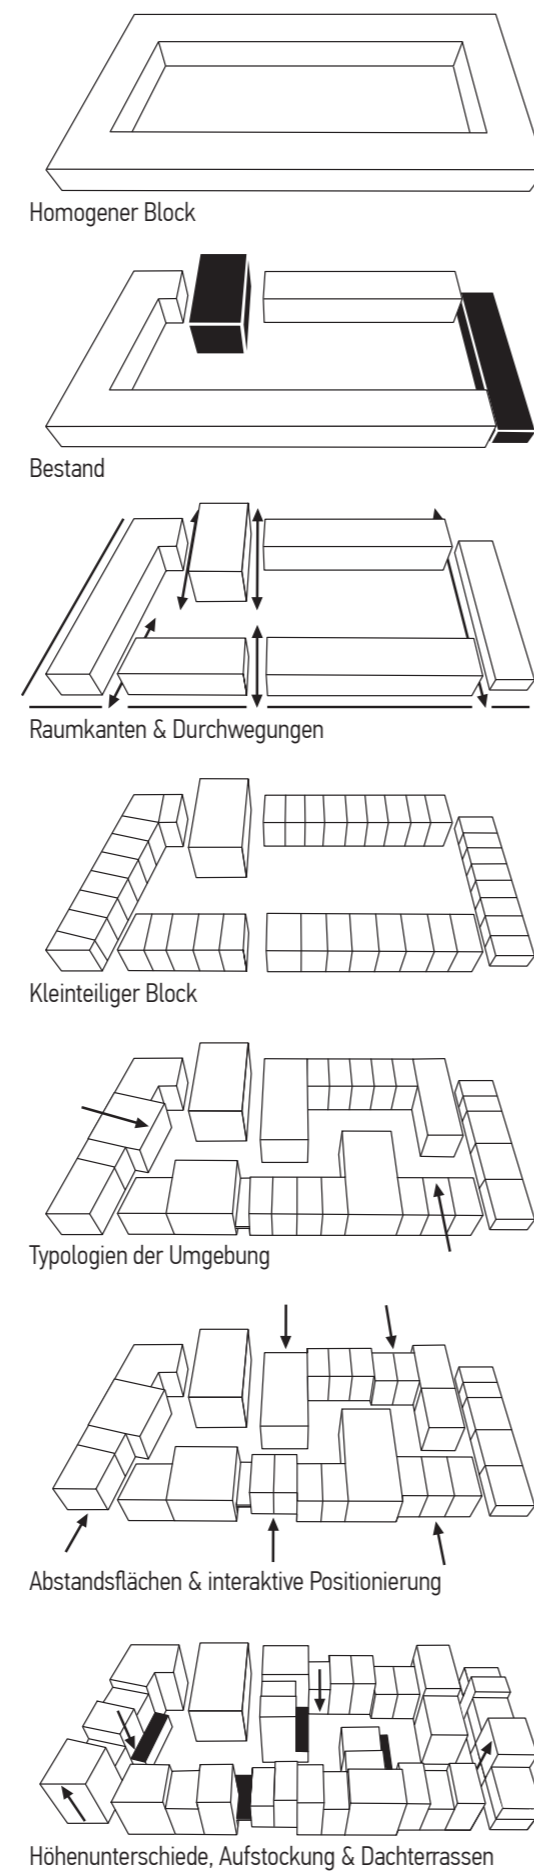 Homogener Block
Bestand
Raumkanten & Durchwegungen
Kleinteiliger Block
Typologien der Umgebung
Abstandsflächen & interaktive Positionierung
Höhenunterschiede, Aufstockung & Dachterrassen